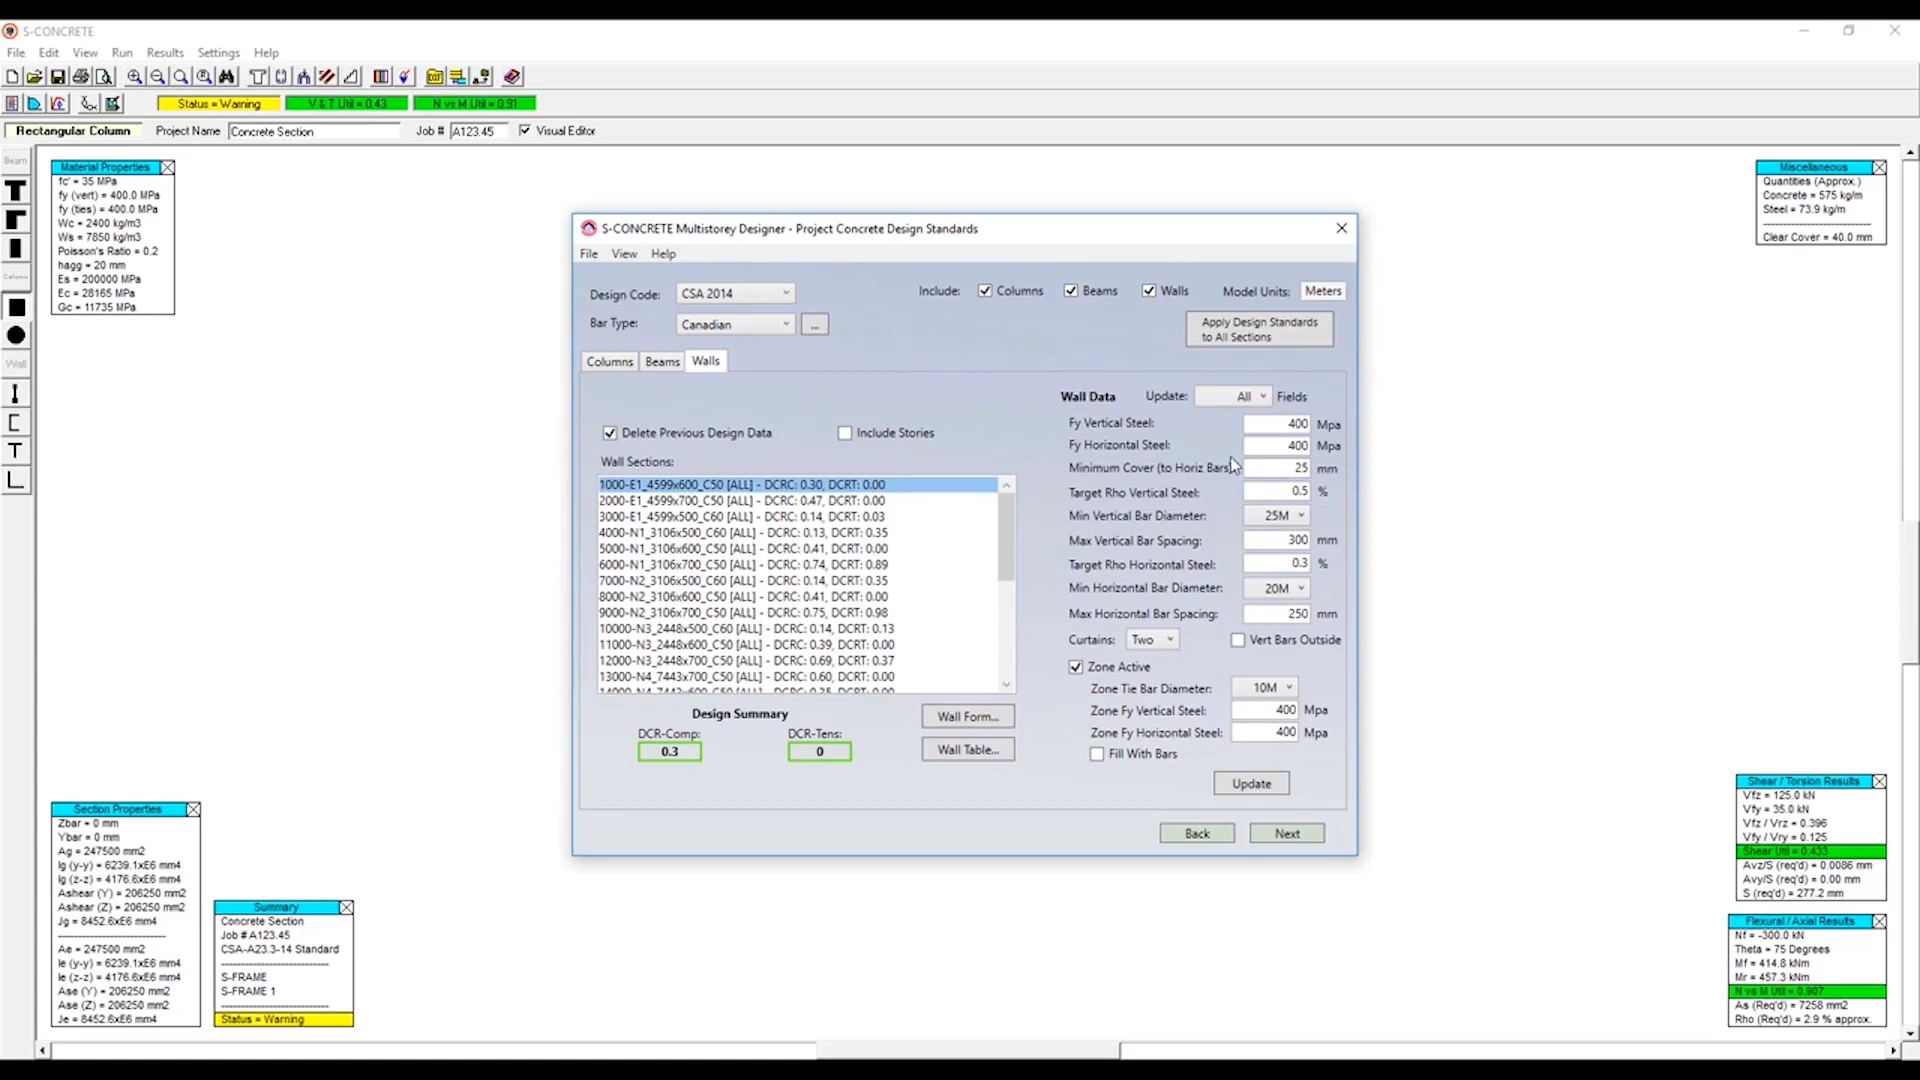 S-CONCRETE
File Edit View Run Results Settings Help
Status = Warning V & T Util = 0.43 N vs M Util = 0.91
Rectangular Column Project Name Concrete Section Job # A123.45 Visual Editor
Beam
Column
Wall
Material Properties
fc' = 35 MPa
fy (vert) = 400.0 MPa
fy (ties) = 400.0 MPa
Wc = 2400 kg/m3
Ws = 7850 kg/m3
Poisson's Ratio = 0.2
hagg = 20 mm
Es = 200000 MPa
Ec = 28165 MPa
Gc = 11735 MPa
Miscellaneous
Quantities (Approx.)
Concrete = 575 kg/m
Steel = 73.9 kg/m
Clear Cover = 40.0 mm
S-CONCRETE Multistorey Designer - Project Concrete Design Standards
File View Help
Design Code: CSA 2014 Include: Columns Beams Walls Model Units: Meters
Bar Type: Canadian ... Apply Design Standards
to All Sections
Columns Beams Walls
Delete Previous Design Data Include Stories
Wall Sections:
1000-E1_4599x600_C50 [ALL] - DCRC: 0.30, DCRT: 0.00
2000-E1_4599x700_C50 [ALL] - DCRC: 0.47, DCRT: 0.00
3000-E1_4599x500_C60 [ALL] - DCRC: 0.14, DCRT: 0.03
4000-N1_3106x500_C60 [ALL] - DCRC: 0.13, DCRT: 0.35
5000-N1_3106x600_C50 [ALL] - DCRC: 0.41, DCRT: 0.00
6000-N1_3106x700_C50 [ALL] - DCRC: 0.74, DCRT: 0.89
7000-N2_3106x500_C60 [ALL] - DCRC: 0.14, DCRT: 0.35
8000-N2_3106x600_C50 [ALL] - DCRC: 0.41, DCRT: 0.00
9000-N2_3106x700_C50 [ALL] - DCRC: 0.75, DCRT: 0.98
10000-N3_2448x500_C60 [ALL] - DCRC: 0.14, DCRT: 0.13
11000-N3_2448x600_C50 [ALL] - DCRC: 0.39, DCRT: 0.00
12000-N3_2448x700_C50 [ALL] - DCRC: 0.69, DCRT: 0.37
13000-N4_7443x700_C50 [ALL] - DCRC: 0.60, DCRT: 0.00
Design Summary
DCR-Comp: DCR-Tens:
0.3 0
Wall Form...
Wall Table...
Wall Data Update: All Fields
Fy Vertical Steel: 400 Mpa
Fy Horizontal Steel: 400 Mpa
Minimum Cover (to Horiz Bars) 25 mm
Target Rho Vertical Steel: 0.5 %
Min Vertical Bar Diameter: 25M
Max Vertical Bar Spacing: 300 mm
Target Rho Horizontal Steel: 0.3 %
Min Horizontal Bar Diameter: 20M
Max Horizontal Bar Spacing: 250 mm
Curtains: Two Vert Bars Outside
Zone Active
Zone Tie Bar Diameter: 10M
Zone Fy Vertical Steel: 400 Mpa
Zone Fy Horizontal Steel: 400 Mpa
Fill With Bars
Update
Back Next
Section Properties
Zbar = 0 mm
Ybar = 0 mm
Ag = 247500 mm2
Ig (y-y) = 6239.1xE6 mm4
Ig (z-z) = 4176.6xE6 mm4
Ashear (Y) = 206250 mm2
Ashear (Z) = 206250 mm2
Jg = 8452.6xE6 mm4
Ae = 247500 mm2
Ie (y-y) = 6239.1xE6 mm4
Ie (z-z) = 4176.6xE6 mm4
Ase (Y) = 206250 mm2
Ase (Z) = 206250 mm2
Je = 8452.6xE6 mm4
Summary
Concrete Section
Job # A123.45
CSA-A23.3-14 Standard
S-FRAME
S-FRAME 1
Status = Warning
Shear / Torsion Results
Vfz = 125.0 kN
Vfy = 35.0 kN
Vfz / Vrz = 0.396
Vfy / Vry = 0.125
Shear Util = 0.433
Avz/S (req'd) = 0.0086 mm
Avy/S (req'd) = 0.00 mm
S (req'd) = 277.2 mm
Flexural / Axial Results
Nf = -300.0 kN
Theta = 75 Degrees
Mf = 414.8 kNm
Mr = 457.3 kNm
N vs M Util = 0.907
As (Req'd) = 7258 mm2
Rho (Req'd) = 2.9 % approx.